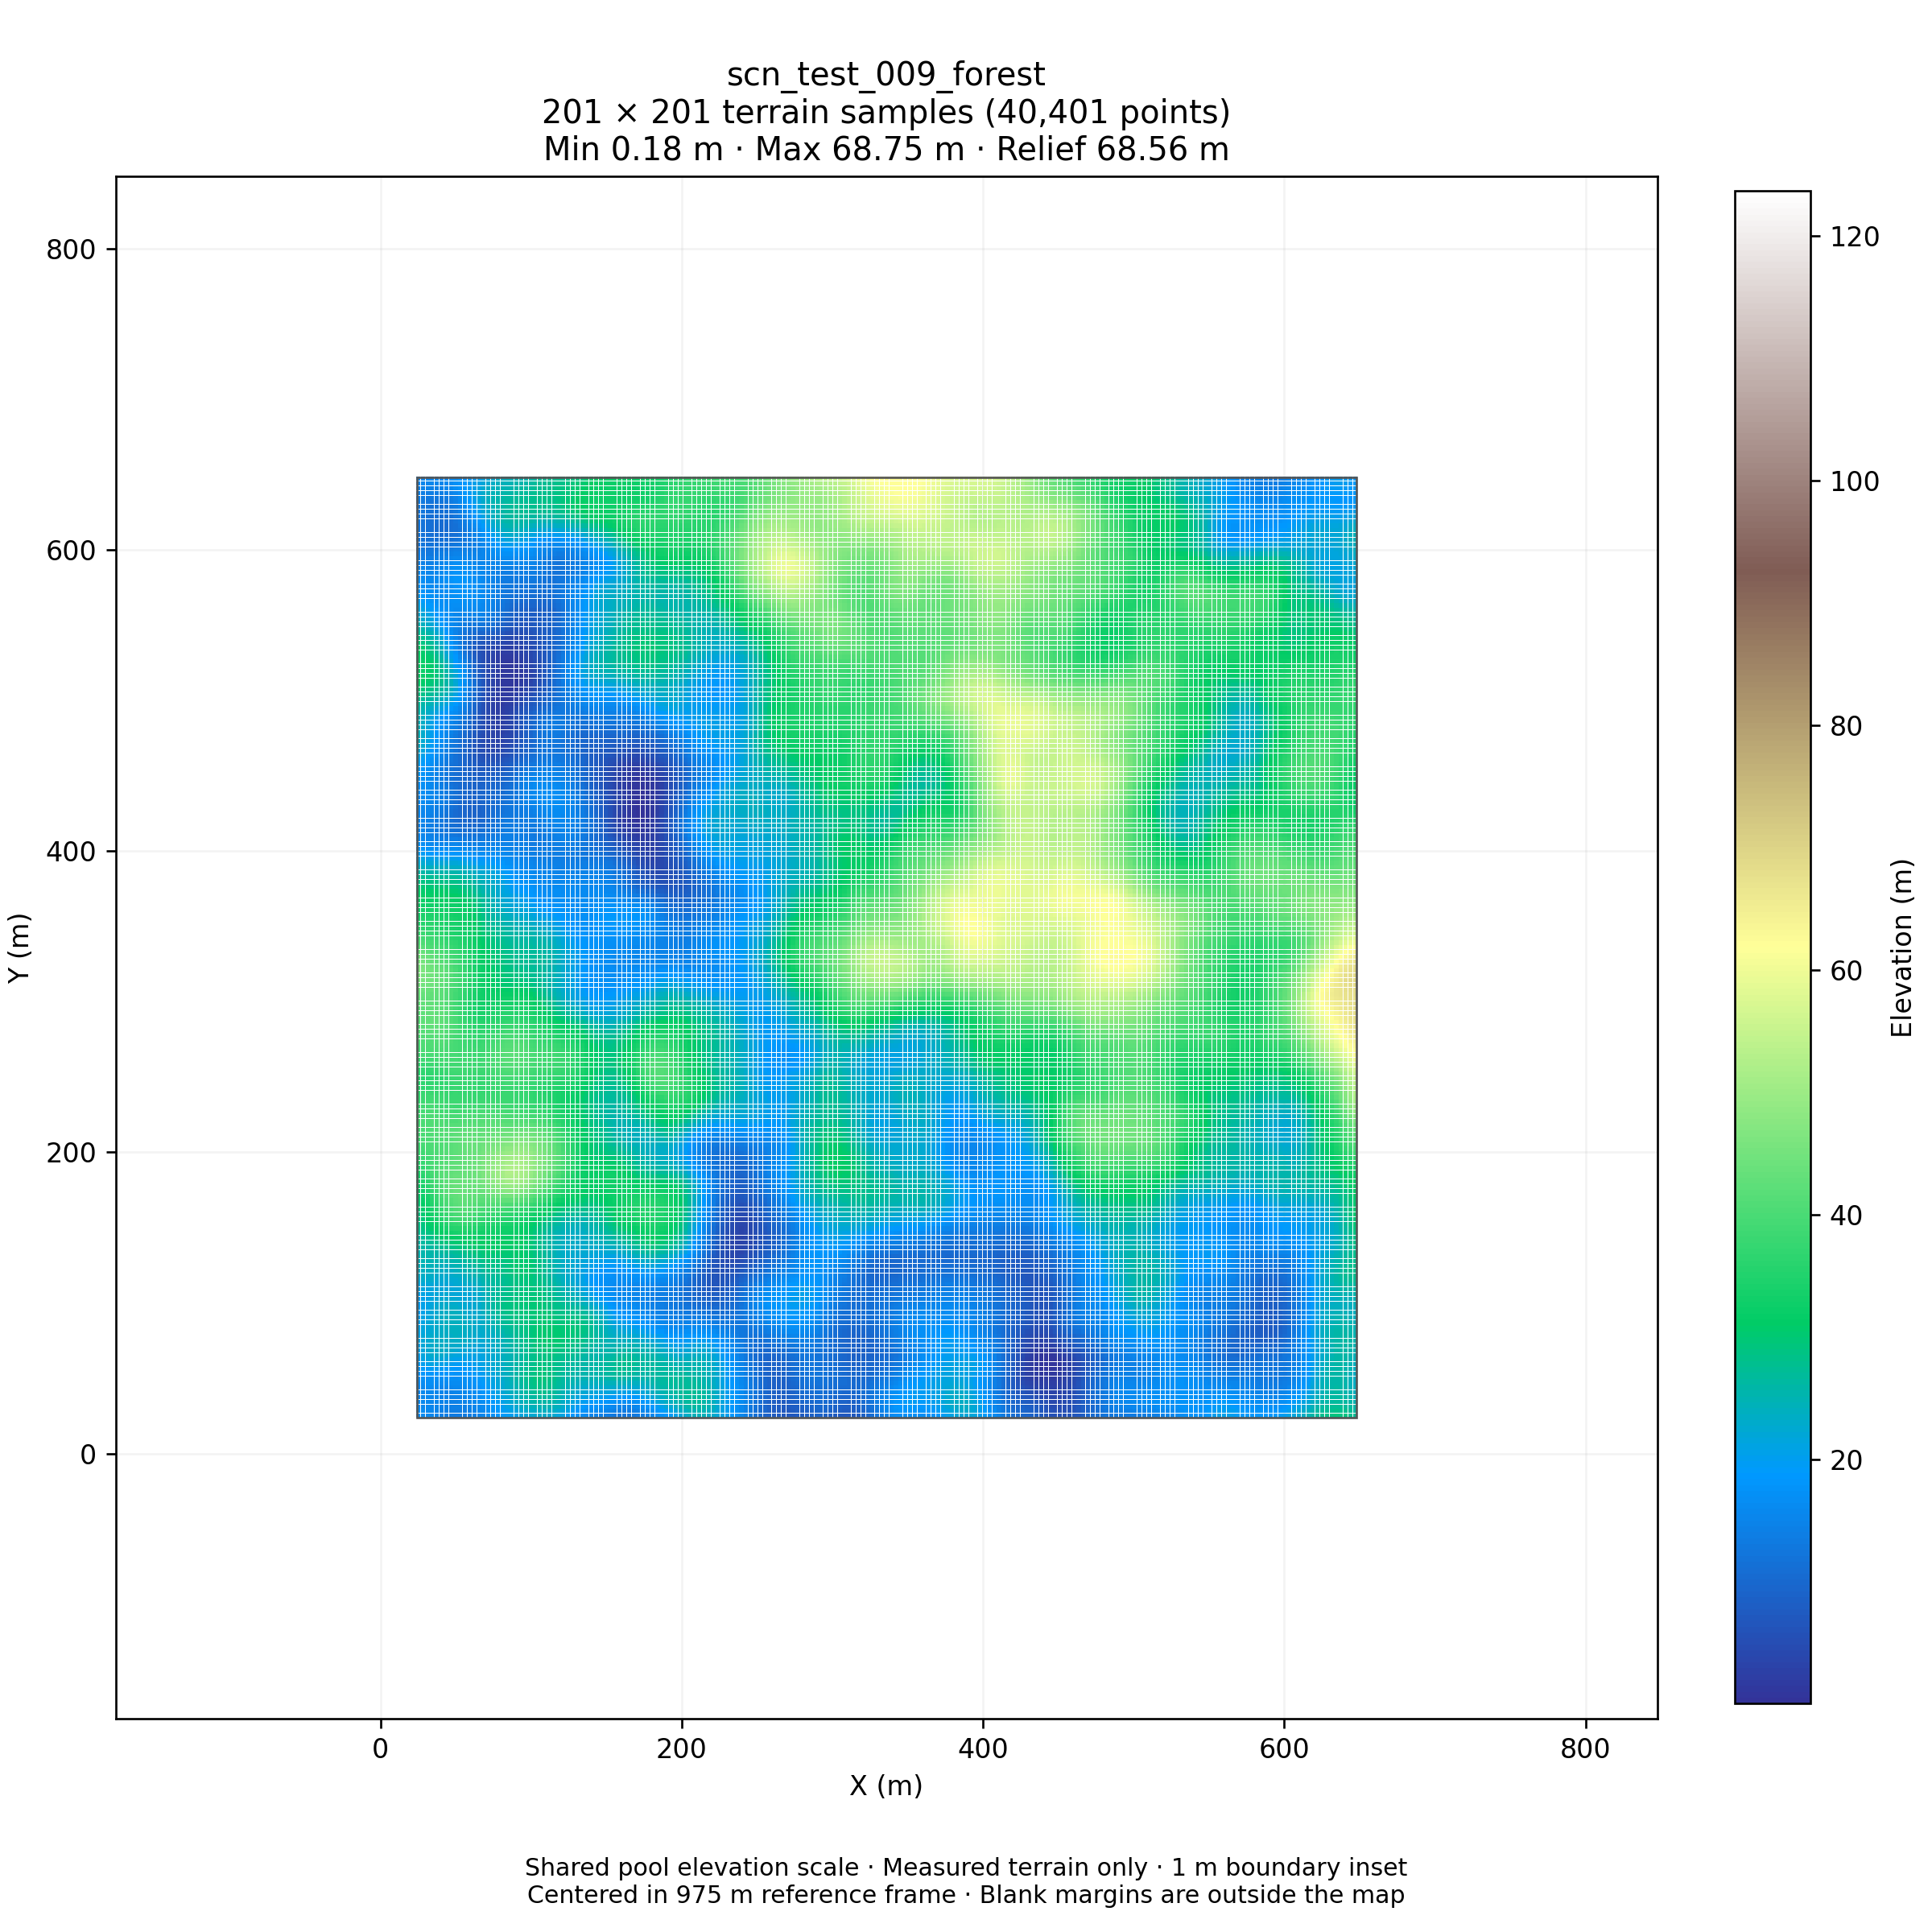 scn_test_009_forest
201 × 201 terrain samples (40,401 points)
Min 0.18 m · Max 68.75 m · Relief 68.56 m
800
600
400
200
0
Y (m)
0
200
400
600
800
X (m)
120
100
80
60
40
20
Elevation (m)
Shared pool elevation scale · Measured terrain only · 1 m boundary inset
Centered in 975 m reference frame · Blank margins are outside the map